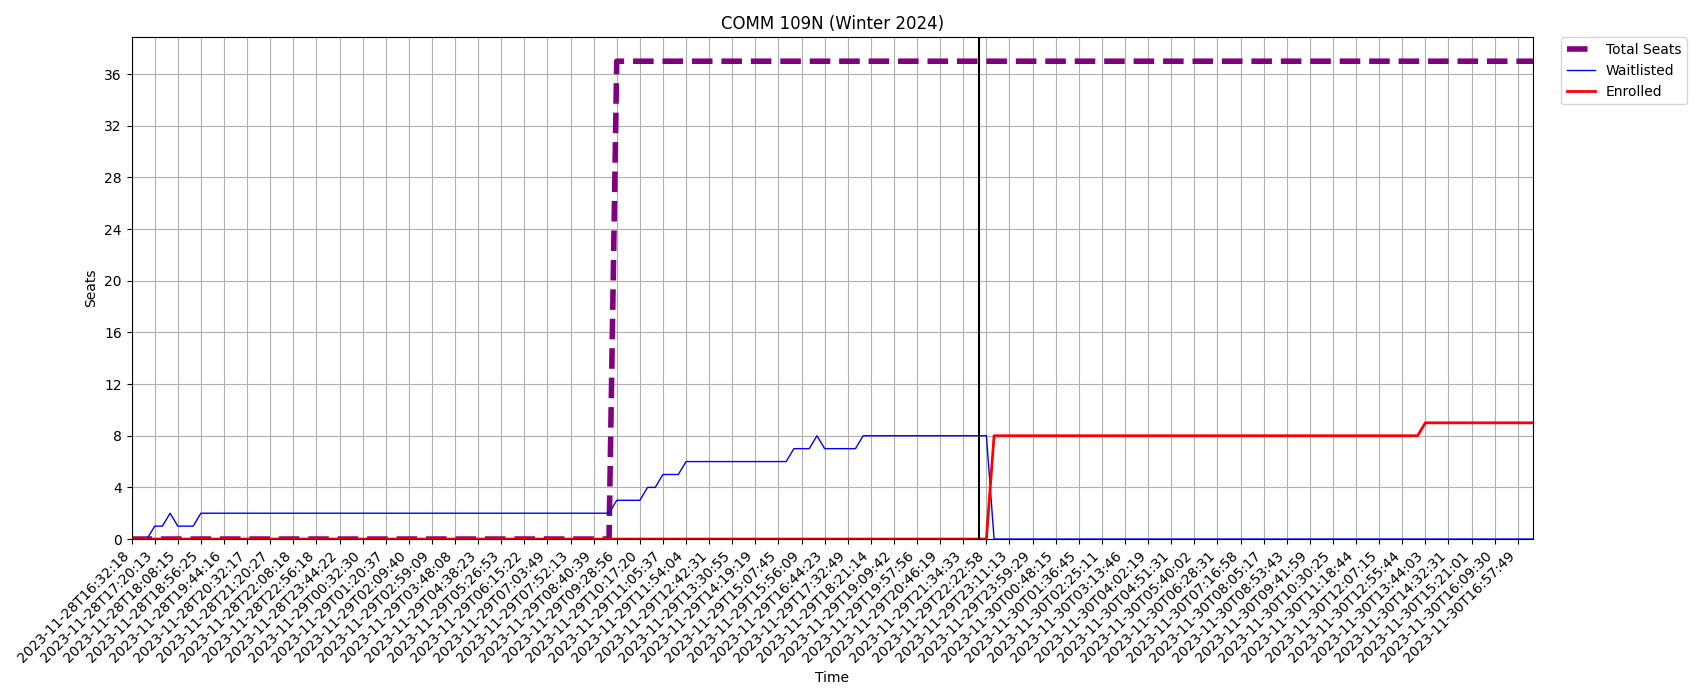 COMM 109N (Winter 2024)
Total Seats
Waitlisted
Enrolled
36
32
28
24
20
16
12
8
4
0
Seats
2023-11-28T16:32:18
2023-11-28T17:20:13
2023-11-28T18:08:15
2023-11-28T18:56:25
2023-11-28T19:44:16
2023-11-28T20:32:17
2023-11-28T21:20:27
2023-11-28T22:08:18
2023-11-28T22:56:18
2023-11-28T23:44:22
2023-11-29T00:32:30
2023-11-29T01:20:37
2023-11-29T02:09:40
2023-11-29T02:59:09
2023-11-29T03:48:08
2023-11-29T04:38:23
2023-11-29T05:26:53
2023-11-29T06:15:22
2023-11-29T07:03:49
2023-11-29T07:52:13
2023-11-29T08:40:39
2023-11-29T09:28:56
2023-11-29T10:17:20
2023-11-29T11:05:37
2023-11-29T11:54:04
2023-11-29T12:42:31
2023-11-29T13:30:55
2023-11-29T14:19:19
2023-11-29T15:07:45
2023-11-29T15:56:09
2023-11-29T16:44:23
2023-11-29T17:32:49
2023-11-29T18:21:14
2023-11-29T19:09:42
2023-11-29T19:57:56
2023-11-29T20:46:19
2023-11-29T21:34:33
2023-11-29T22:22:58
2023-11-29T23:11:13
2023-11-29T23:59:29
2023-11-30T00:48:15
2023-11-30T01:36:45
2023-11-30T02:25:11
2023-11-30T03:13:46
2023-11-30T04:02:19
2023-11-30T04:51:31
2023-11-30T05:40:02
2023-11-30T06:28:31
2023-11-30T07:16:58
2023-11-30T08:05:17
2023-11-30T08:53:43
2023-11-30T09:41:59
2023-11-30T10:30:25
2023-11-30T11:18:44
2023-11-30T12:07:15
2023-11-30T12:55:44
2023-11-30T13:44:03
2023-11-30T14:32:31
2023-11-30T15:21:01
2023-11-30T16:09:30
2023-11-30T16:57:49
Time